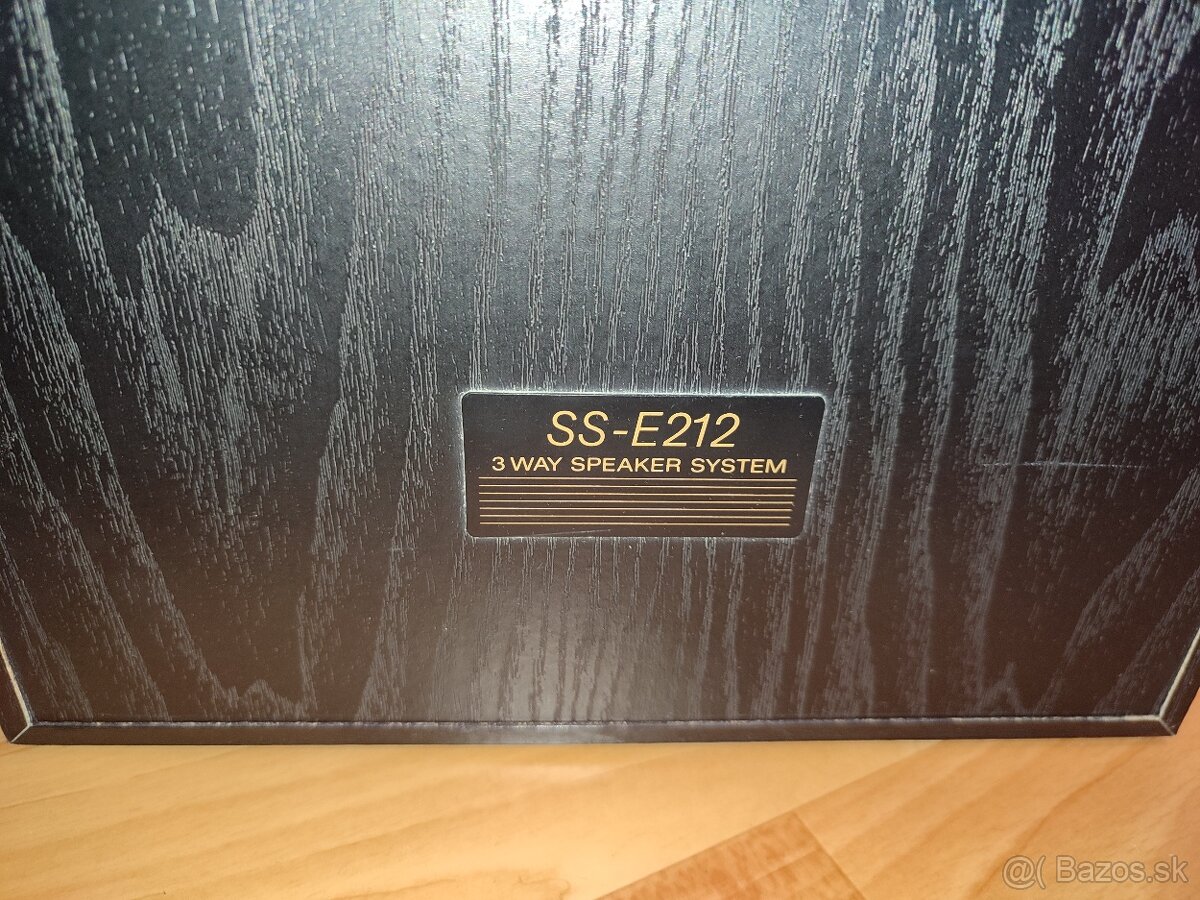 SS-E212
3 WAY SPEAKER SYSTEM
@( Bazos.sk